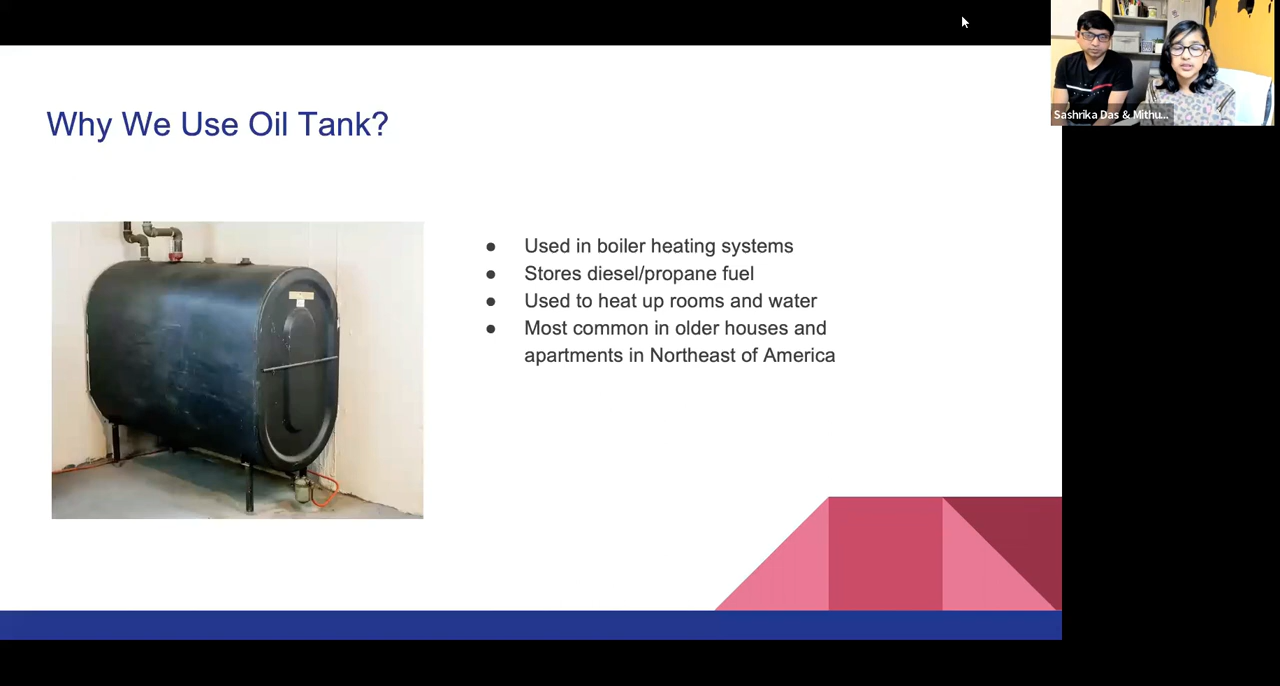 Why We Use Oil Tank?
Sashrika Das & Mithu...
● Used in boiler heating systems
● Stores diesel/propane fuel
● Used to heat up rooms and water
● Most common in older houses and
apartments in Northeast of America